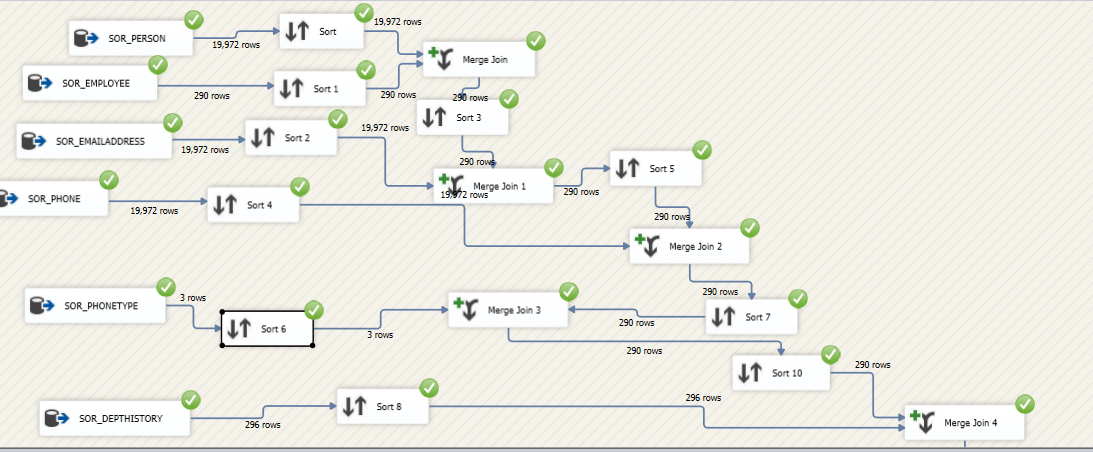 SOR_PERSON
19,972 rows
Sort
19,972 rows
Merge Join
SOR_EMPLOYEE
290 rows
Sort 1
290 rows
290 rows
Sort 3
SOR_EMAILADDRESS
19,972 rows
Sort 2
19,972 rows
290 rows
Merge Join 1
290 rows
Sort 5
SOR_PHONE
19,972 rows
Sort 4
19,972 rows
290 rows
Merge Join 2
290 rows
SOR_PHONETYPE
3 rows
Sort 6
3 rows
Merge Join 3
290 rows
Sort 7
290 rows
Sort 10
290 rows
SOR_DEPTHISTORY
296 rows
Sort 8
296 rows
Merge Join 4